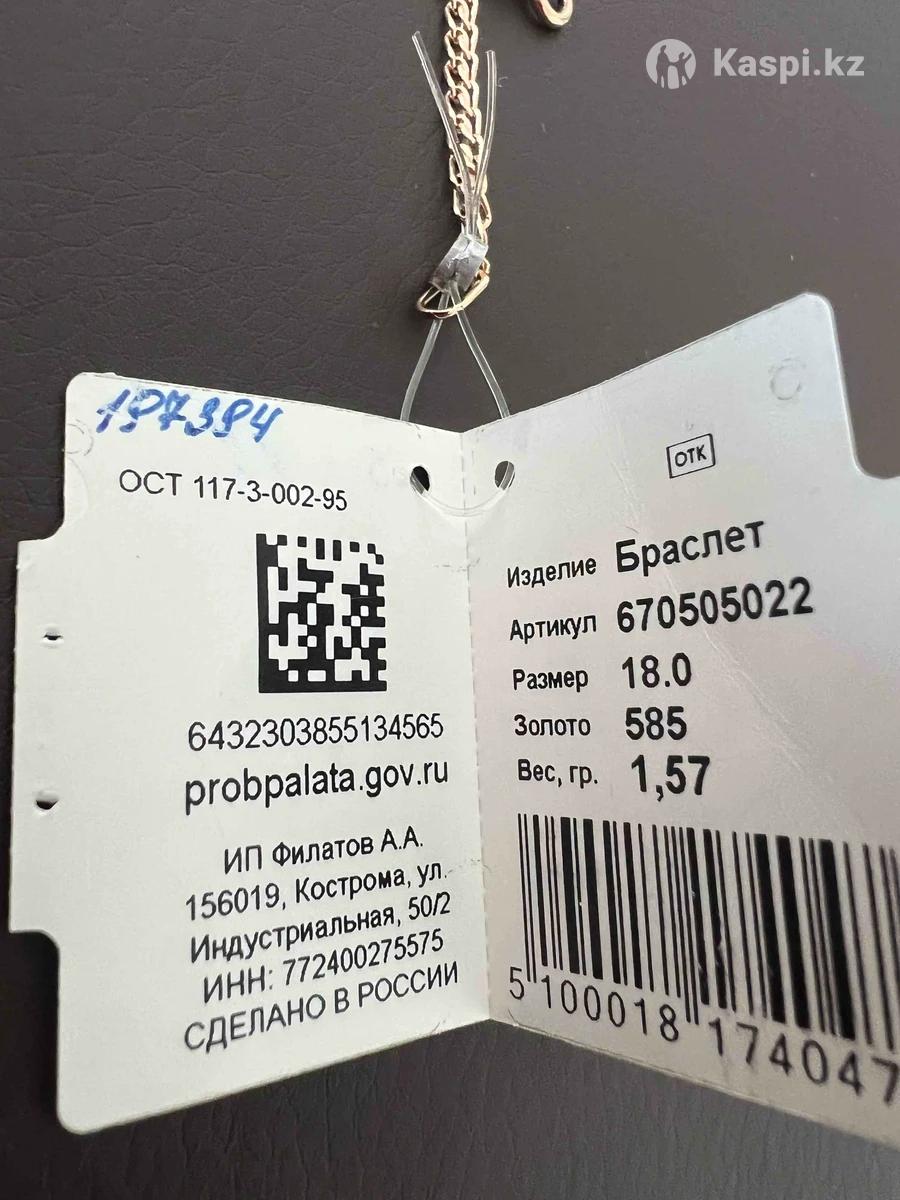 Kaspi.kz
197394
ОСТ 117-3-002-95
6432303855134565
probpalata.gov.ru
ИП Филатов А.А.
156019, Кострома, ул.
Индустриальная, 50/2
ИНН: 772400275575
СДЕЛАНО В РОССИИ
ОТК
Изделие Браслет
Артикул 670505022
Размер 18.0
Золото 585
Вес, гр. 1,57
5 100018 174047